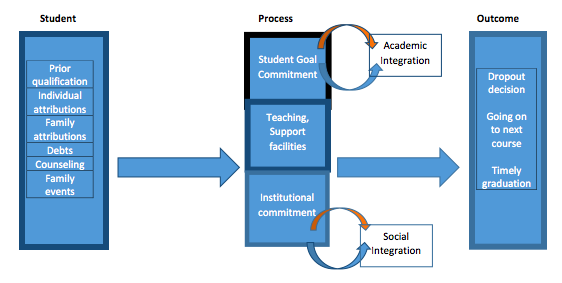 Student
Process
Outcome
Prior
qualification
Individual
attributions
Family
attributions
Debts
Counseling
Family
events
Student Goal
Commitment
Teaching,
Support
facilities
Institutional
commitment
Academic
Integration
Social
Integration
Dropout
decision
Going on
to next
course
Timely
graduation